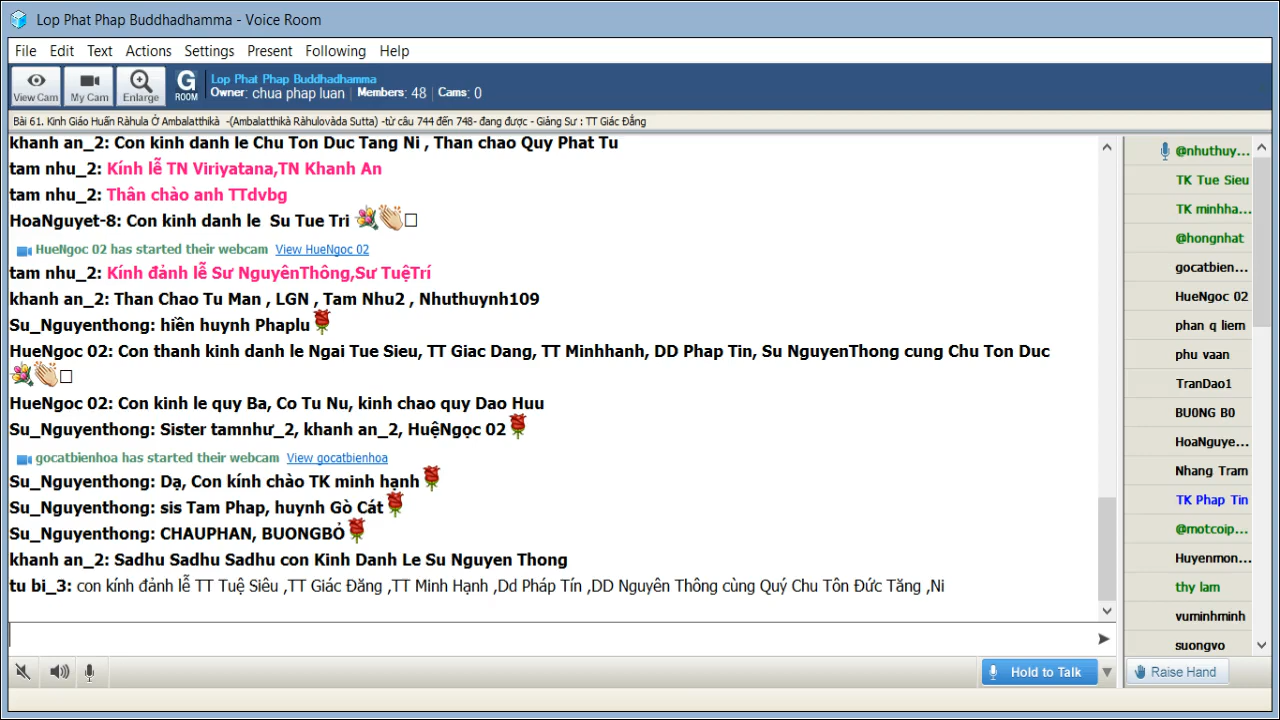 Lop Phat Phap Buddhadhamma - Voice Room
File Edit Text Actions Settings Present Following Help
View Cam My Cam Enlarge G ROOM
Lop Phat Phap Buddhadhamma
Owner: chua phap luan | Members: 48 | Cams: 0
Bài 61. Kinh Giáo Huấn Rāhula Ở Ambalatthikà -(Ambalatthikà Ràhulovàda Sutta) -từ câu 744 đến 748- đang được - Giảng Sư : TT Giác Đẳng
khanh an_2: Con kinh danh le Chu Ton Duc Tang Ni , Than chao Quy Phat Tu
tam nhu_2: Kính lễ TN Viriyatana,TN Khanh An
tam nhu_2: Thân chào anh TTdvbg
HoaNguyet-8: Con kinh danh le Su Tue Tri
HueNgoc 02 has started their webcam View HueNgoc 02
tam nhu_2: Kính đảnh lễ Sư NguyênThông,Sư TuệTrí
khanh an_2: Than Chao Tu Man , LGN , Tam Nhu2 , Nhuthuynh109
Su_Nguyenthong: hiền huynh Phaplu
HueNgoc 02: Con thanh kinh danh le Ngai Tue Sieu, TT Giac Dang, TT Minhhanh, DD Phap Tin, Su NguyenThong cung Chu Ton Duc
HueNgoc 02: Con kinh le quy Ba, Co Tu Nu, kinh chao quy Dao Huu
Su_Nguyenthong: Sister tamnhư_2, khanh an_2, HuệNgọc 02
gocatbienhoa has started their webcam View gocatbienhoa
Su_Nguyenthong: Dạ, Con kính chào TK minh hạnh
Su_Nguyenthong: sis Tam Phap, huynh Gò Cát
Su_Nguyenthong: CHAUPHAN, BUONGBỎ
khanh an_2: Sadhu Sadhu Sadhu con Kinh Danh Le Su Nguyen Thong
tu bi_3: con kính đảnh lễ TT Tuệ Siêu ,TT Giác Đăng ,TT Minh Hạnh ,Dd Pháp Tín ,DD Nguyên Thông cùng Quý Chu Tôn Đức Tăng ,Ni
Hold to Talk
@nhuthuy...
TK Tue Sieu
TK minhha...
@hongnhat
gocatbien...
HueNgoc 02
phan q liem
phu vaan
TranDao1
BU0NG B0
HoaNguye...
Nhang Tram
TK Phap Tin
@motcoip...
Huyenmon...
thy lam
vuminhminh
suongvo
Raise Hand